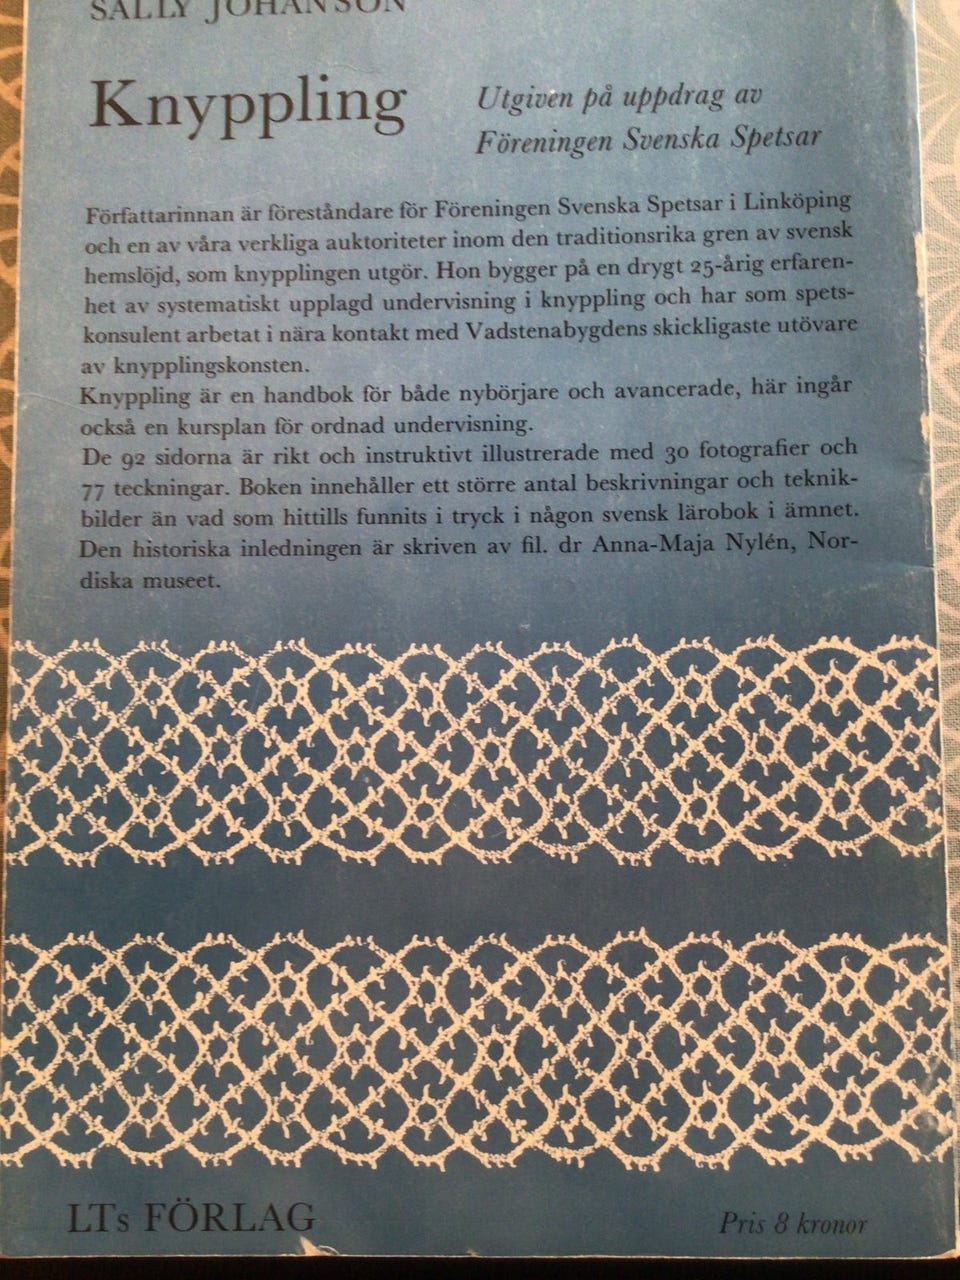 SALLY JOHANSON
Knyppling
Utgiven på uppdrag av
Föreningen Svenska Spetsar
Författarinnan är föreståndare för Föreningen Svenska Spetsar i Linköping
och en av våra verkliga auktoriteter inom den traditionsrika gren av svensk
hemslöjd, som knypplingen utgör. Hon bygger på en drygt 25-årig erfaren-
het av systematiskt upplagd undervisning i knyppling och har som spets-
konsulent arbetat i nära kontakt med Vadstenabygdens skickligaste utövare
av knypplingskonsten.
Knyppling är en handbok för både nybörjare och avancerade, här ingår
också en kursplan för ordnad undervisning.
De 92 sidorna är rikt och instruktivt illustrerade med 30 fotografier och
77 teckningar. Boken innehåller ett större antal beskrivningar och teknik-
bilder än vad som hittills funnits i tryck i någon svensk lärobok i ämnet.
Den historiska inledningen är skriven av fil. dr Anna-Maja Nylén, Nor-
diska museet.
LTs FÖRLAG
Pris 8 kronor